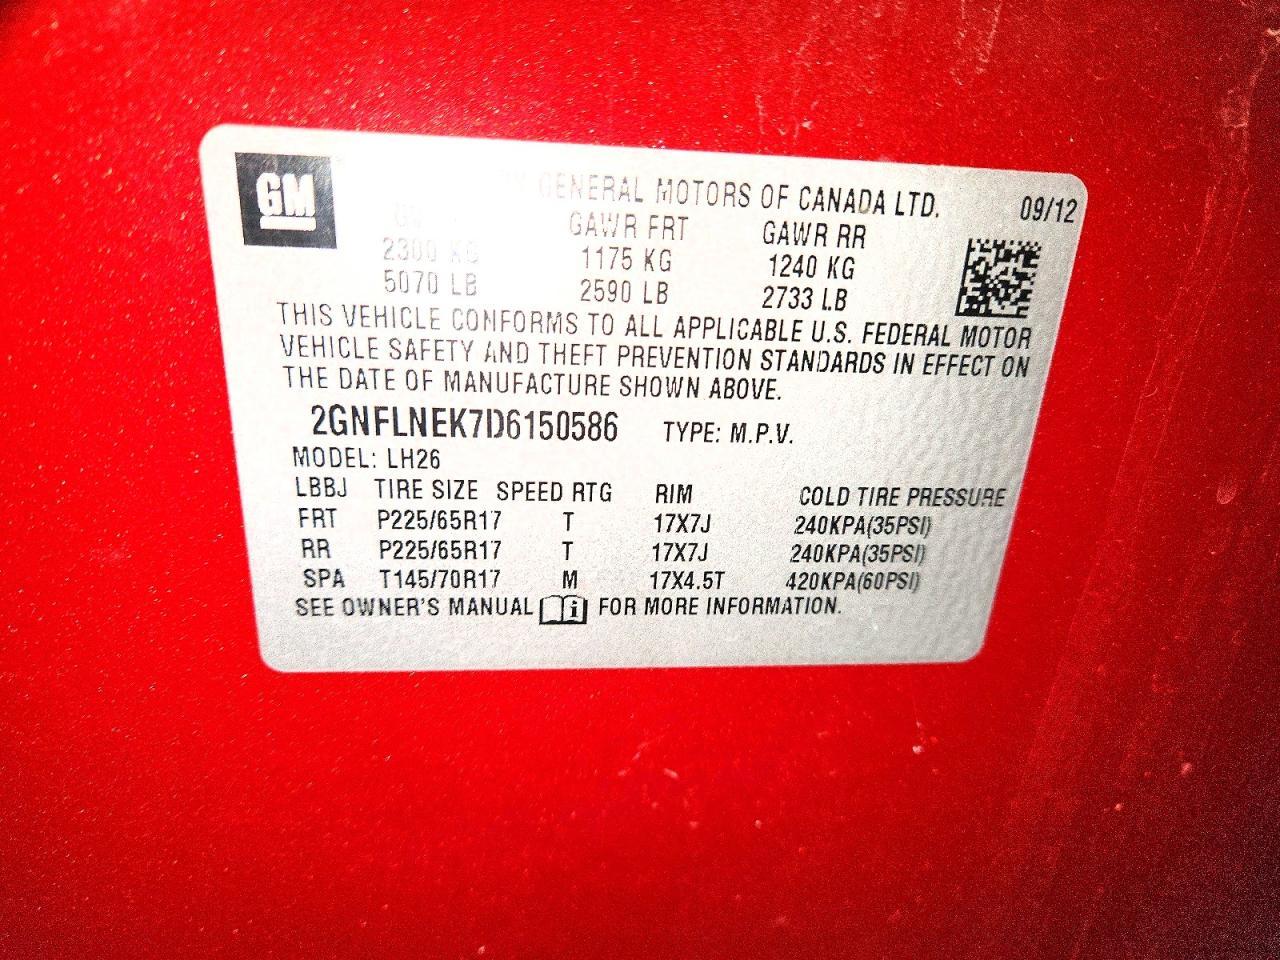 GM
GENERAL MOTORS OF CANADA LTD. 09/12
GAWR FRT GAWR RR
2300 KG 1175 KG 1240 KG
5070 LB 2590 LB 2733 LB
THIS VEHICLE CONFORMS TO ALL APPLICABLE U.S. FEDERAL MOTOR
VEHICLE SAFETY AND THEFT PREVENTION STANDARDS IN EFFECT ON
THE DATE OF MANUFACTURE SHOWN ABOVE.
2GNFLNEK7D6150586 TYPE: M.P.V.
MODEL: LH26
LBBJ TIRE SIZE SPEED RTG RIM COLD TIRE PRESSURE
FRT P225/65R17 T 17X7J 240KPA(35PSI)
RR P225/65R17 T 17X7J 240KPA(35PSI)
SPA T145/70R17 M 17X4.5T 420KPA(60PSI)
SEE OWNER'S MANUAL i FOR MORE INFORMATION.